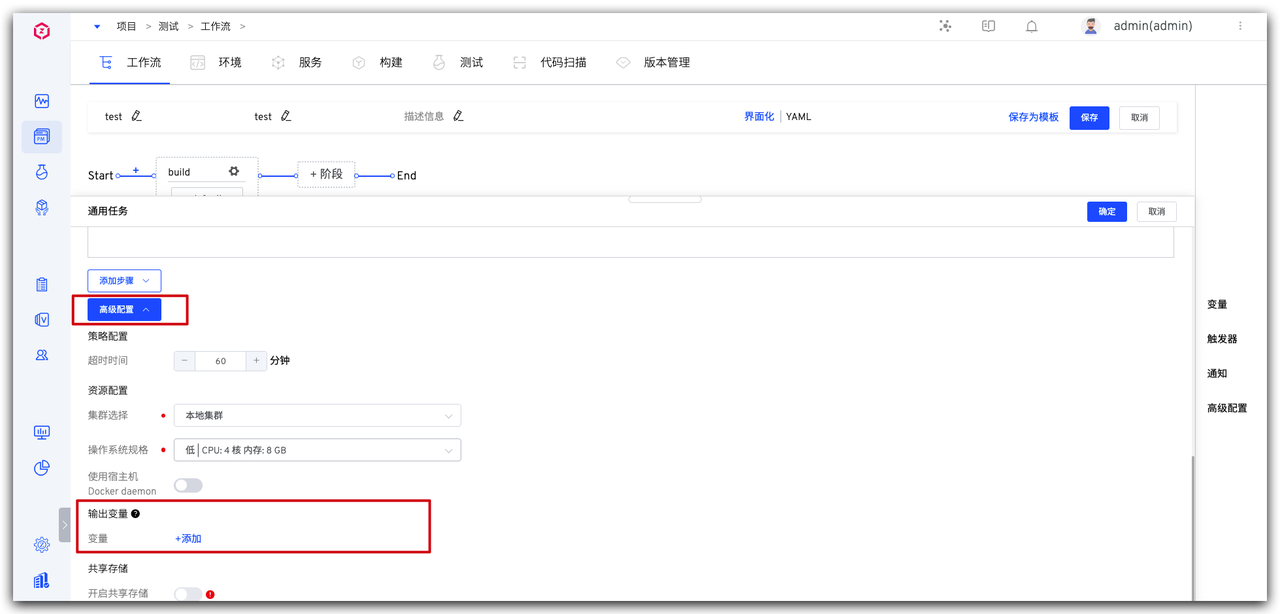 项目 > 测试 > 工作流 >
admin(admin)
工作流 环境 服务 构建 测试 代码扫描 版本管理
test test 描述信息 界面化 | YAML 保存为模板 保存 取消
Start build + 阶段 End
通用任务 确定 取消
添加步骤
高级配置
策略配置
超时时间 − 60 + 分钟
资源配置
集群选择 本地集群
操作系统规格 低 | CPU: 4 核 内存: 8 GB
使用宿主机
Docker daemon
输出变量
变量 +添加
共享存储
开启共享存储
变量
触发器
通知
高级配置